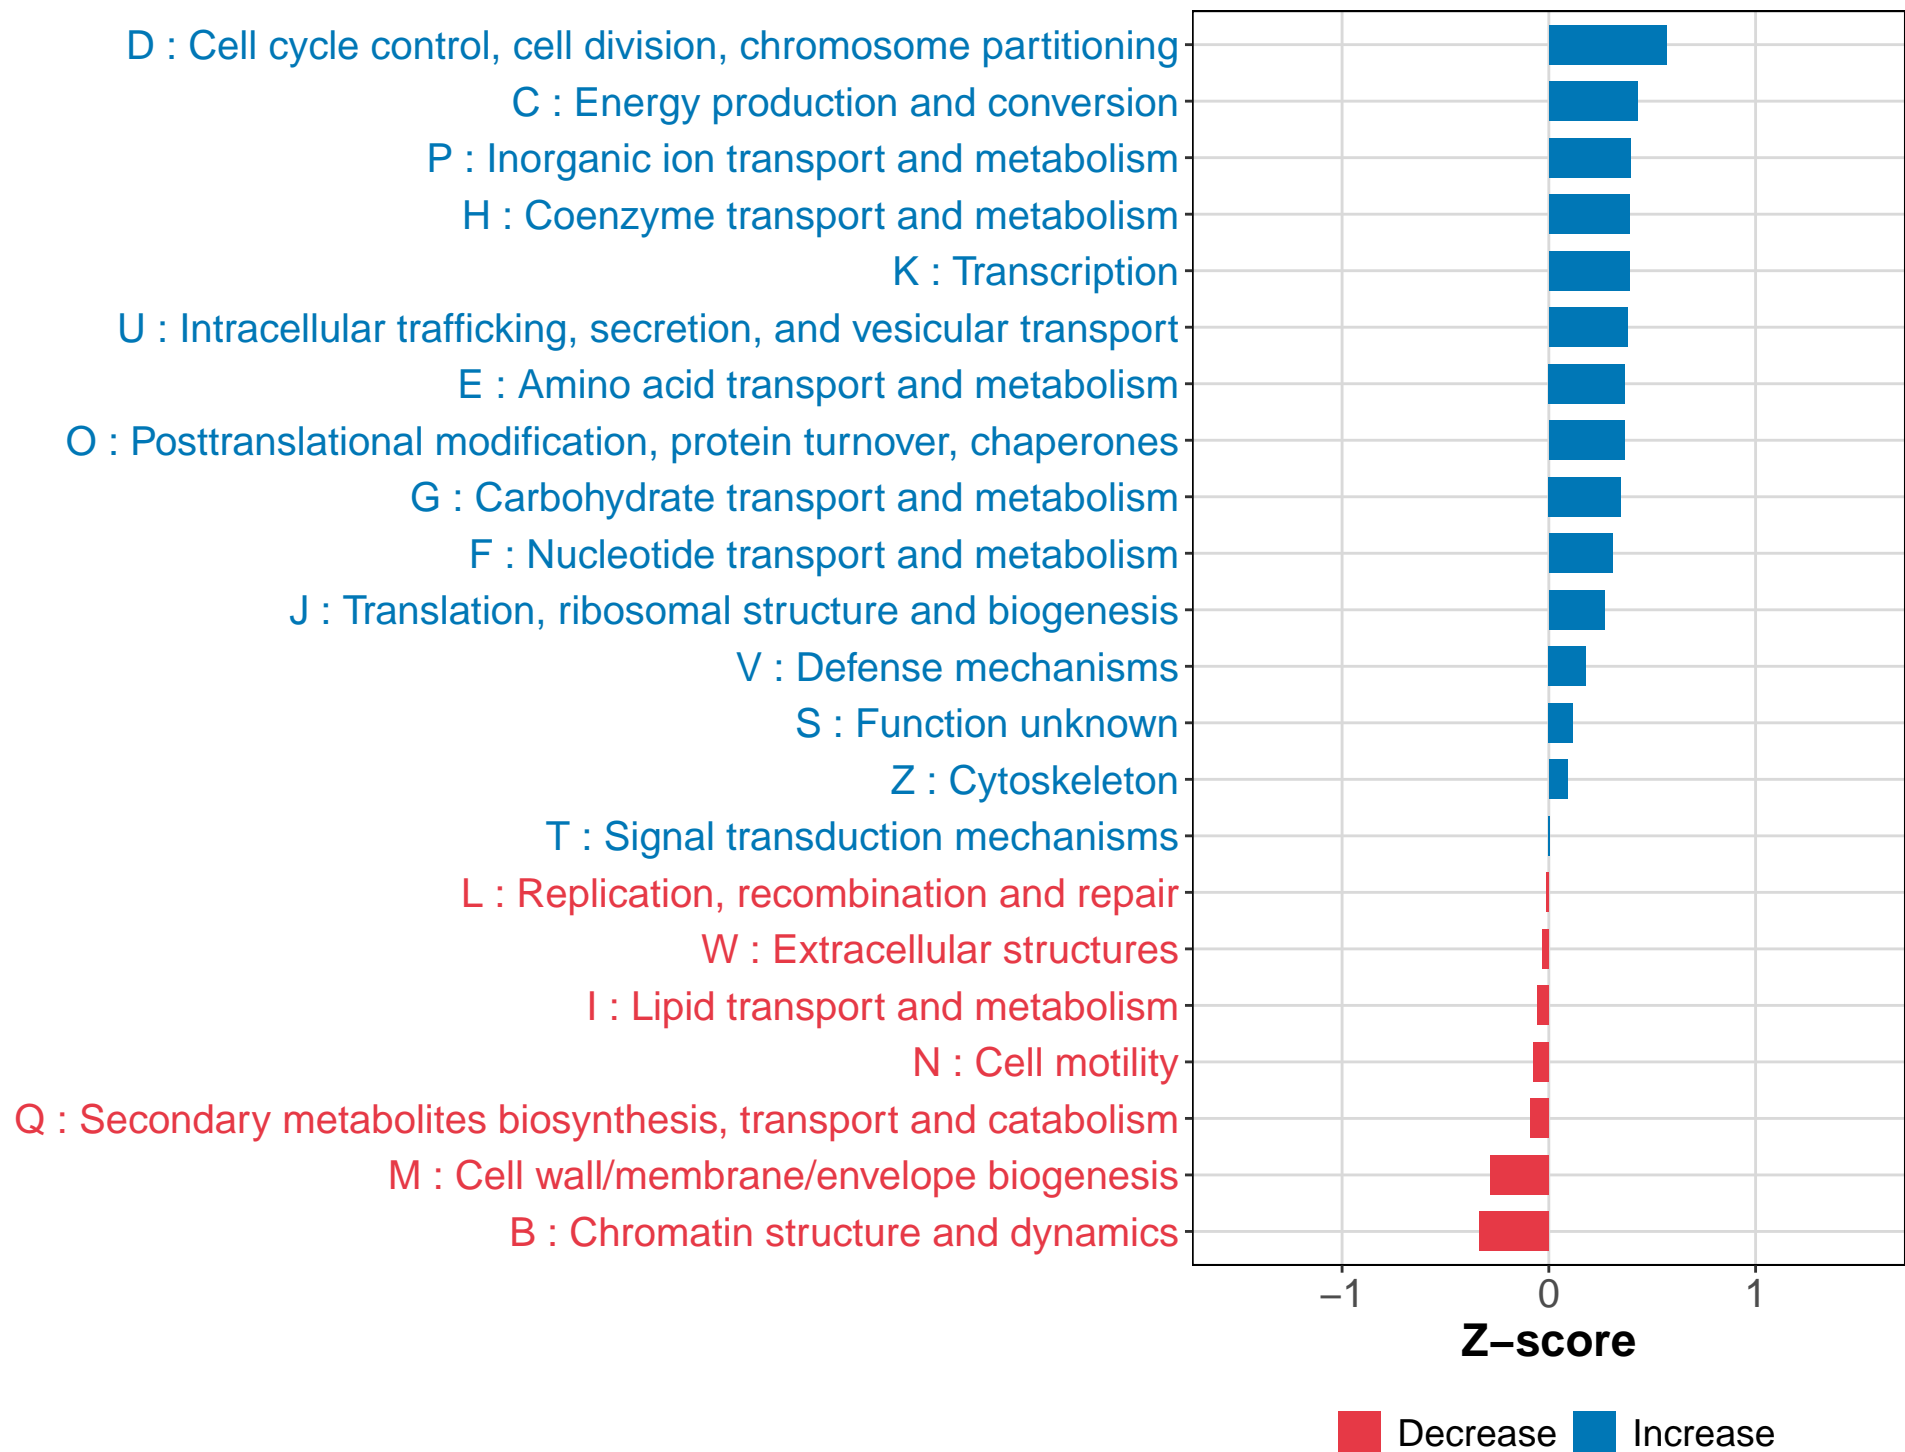 D : Cell cycle control, cell division, chromosome partitioning
C : Energy production and conversion
P : Inorganic ion transport and metabolism
H : Coenzyme transport and metabolism
K : Transcription
U : Intracellular trafficking, secretion, and vesicular transport
E : Amino acid transport and metabolism
O : Posttranslational modification, protein turnover, chaperones
G : Carbohydrate transport and metabolism
F : Nucleotide transport and metabolism
J : Translation, ribosomal structure and biogenesis
V : Defense mechanisms
S : Function unknown
Z : Cytoskeleton
T : Signal transduction mechanisms
L : Replication, recombination and repair
W : Extracellular structures
I : Lipid transport and metabolism
N : Cell motility
Q : Secondary metabolites biosynthesis, transport and catabolism
M : Cell wall/membrane/envelope biogenesis
B : Chromatin structure and dynamics
−1 0 1
Z−score
Decrease Increase